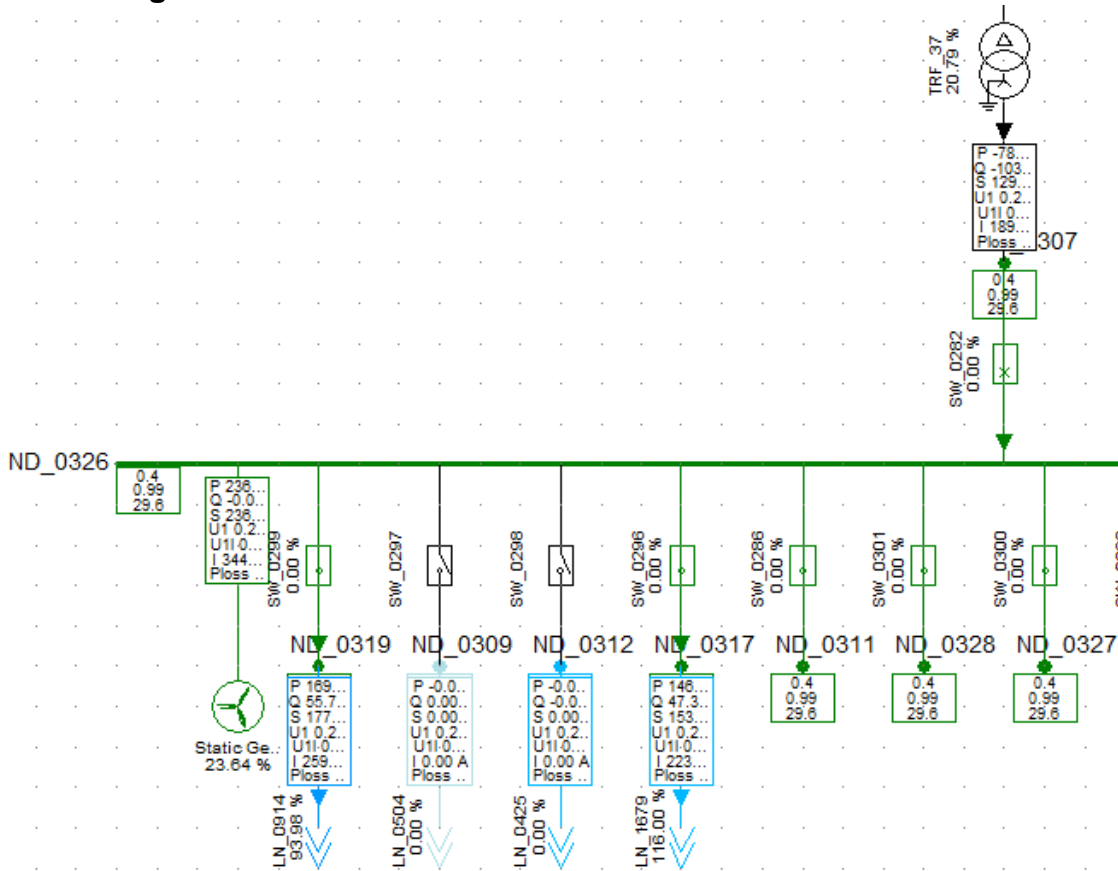 TRF_37
20.79 %
P -78...
Q -103..
S 129...
U1 0.2...
U1l 0...
I 189...
Ploss ..
307
0.4
0.99
29.6
SW_0282
0.00 %
ND_0326
0.4
0.99
29.6
P 236...
Q -0.0...
S 236...
U1 0.2...
U1l 0...
I 344...
Ploss ..
SW_0299
0.00 %
SW_0297
SW_0298
SW_0296
0.00 %
SW_0286
0.00 %
SW_0301
0.00 %
SW_0300
0.00 %
ND_0319
ND_0309
ND_0312
ND_0317
ND_0311
ND_0328
ND_0327
P 169...
Q 55.7...
S 177...
U1 0.2...
U1l 0...
I 259...
Ploss ..
P -0.0...
Q 0.00...
S 0.00...
U1 0.2...
U1l 0...
I 0.00 A
Ploss ..
P -0.0...
Q -0.0...
S 0.00...
U1 0.2...
U1l 0...
I 0.00 A
Ploss ..
P 146...
Q 47.3...
S 153...
U1 0.2...
U1l 0...
I 223...
Ploss ..
0.4
0.99
29.6
0.4
0.99
29.6
0.4
0.99
29.6
Static Ge..
23.64 %
LN_0914
93.98 %
LN_0504
0.00 %
LN_0425
0.00 %
LN_1679
116.00 %